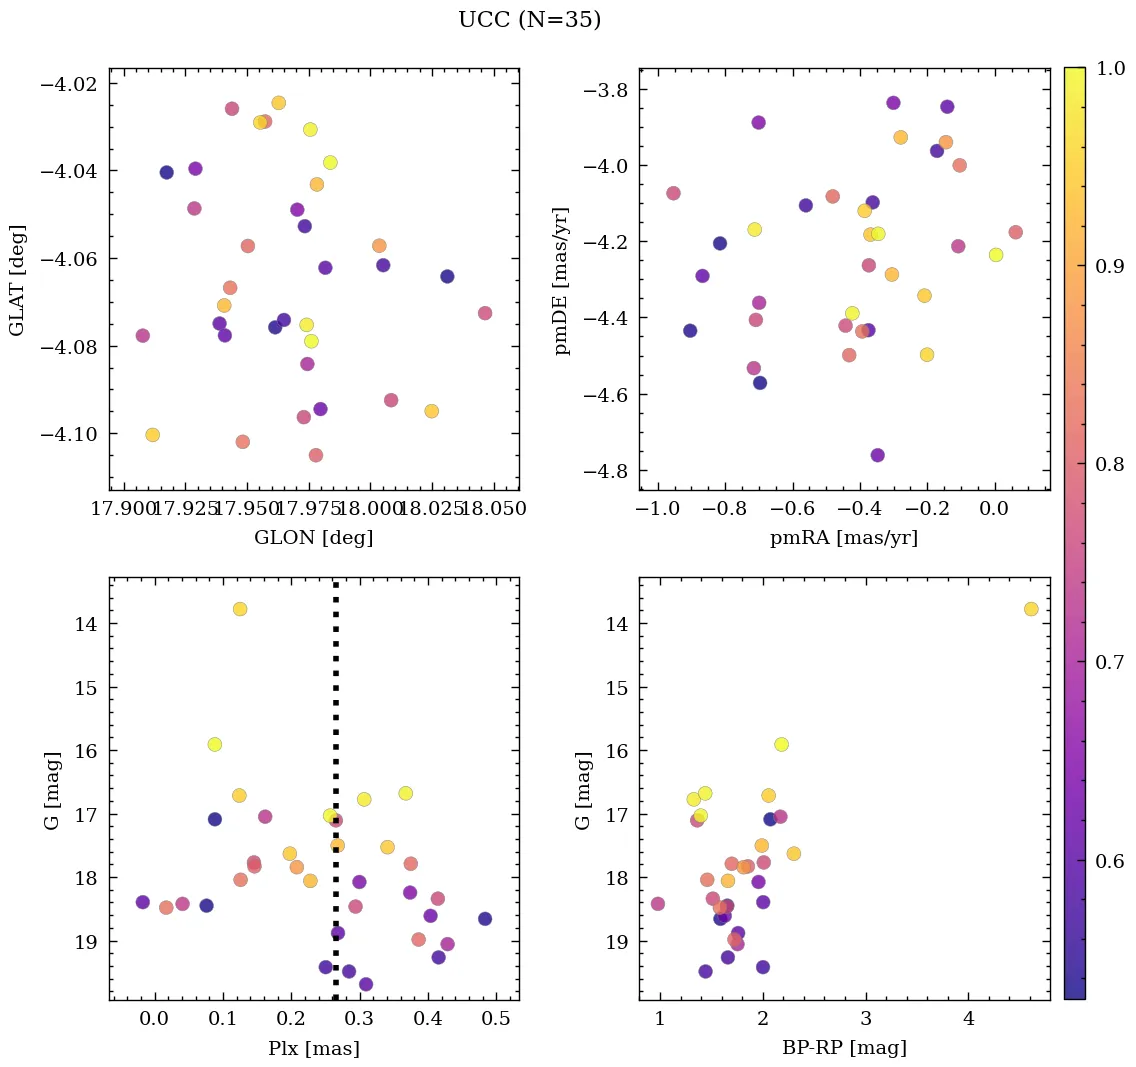 UCC (N=35)
−4.02
−4.04
−4.06
−4.08
−4.10
GLAT [deg]
17.900 17.925 17.950 17.975 18.000 18.025 18.050
GLON [deg]
−3.8
−4.0
−4.2
−4.4
−4.6
−4.8
pmDE [mas/yr]
−1.0 −0.8 −0.6 −0.4 −0.2 0.0
pmRA [mas/yr]
1.0
0.9
0.8
0.7
0.6
14
15
16
17
18
19
G [mag]
0.0 0.1 0.2 0.3 0.4 0.5
Plx [mas]
14
15
16
17
18
19
G [mag]
1 2 3 4
BP-RP [mag]